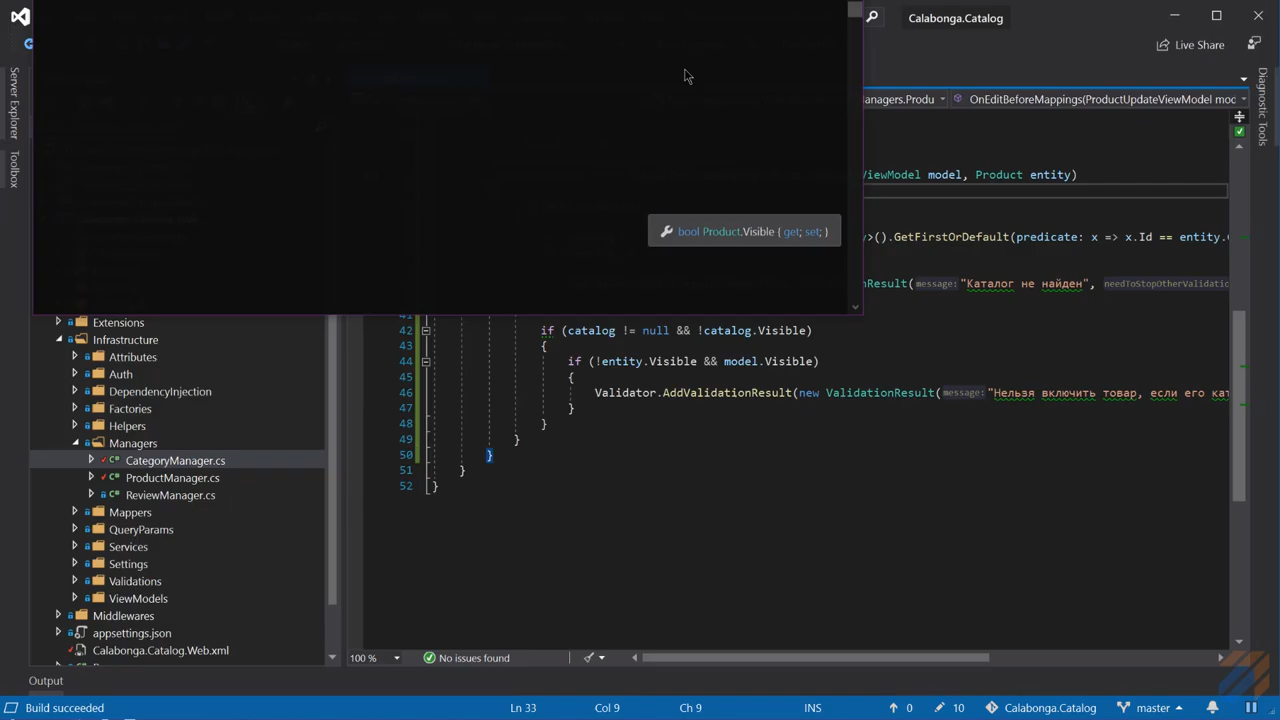 Calabonga.Catalog
Live Share
Server Explorer
Toolbox
Diagnostic Tools
anagers.Produ
OnEditBeforeMappings(ProductUpdateViewModel moc
iewModel model, Product entity)
>().GetFirstOrDefault(predicate: x => x.Id == entity.
bool Product.Visible { get; set; }
nResult(message: "Каталог не найден", needToStopOtherValidatio
42 if (catalog != null && !catalog.Visible)
43 {
44 if (!entity.Visible && model.Visible)
45 {
46 Validator.AddValidationResult(new ValidationResult(message: "Нельзя включить товар, если его кат
47 }
48 }
49 }
50 }
51 }
52 }
Extensions
Infrastructure
Attributes
Auth
DependencyInjection
Factories
Helpers
Managers
CategoryManager.cs
ProductManager.cs
ReviewManager.cs
Mappers
QueryParams
Services
Settings
Validations
ViewModels
Middlewares
appsettings.json
Calabonga.Catalog.Web.xml
100 %
No issues found
Output
Build succeeded
Ln 33
Col 9
Ch 9
INS
0
10
Calabonga.Catalog
master